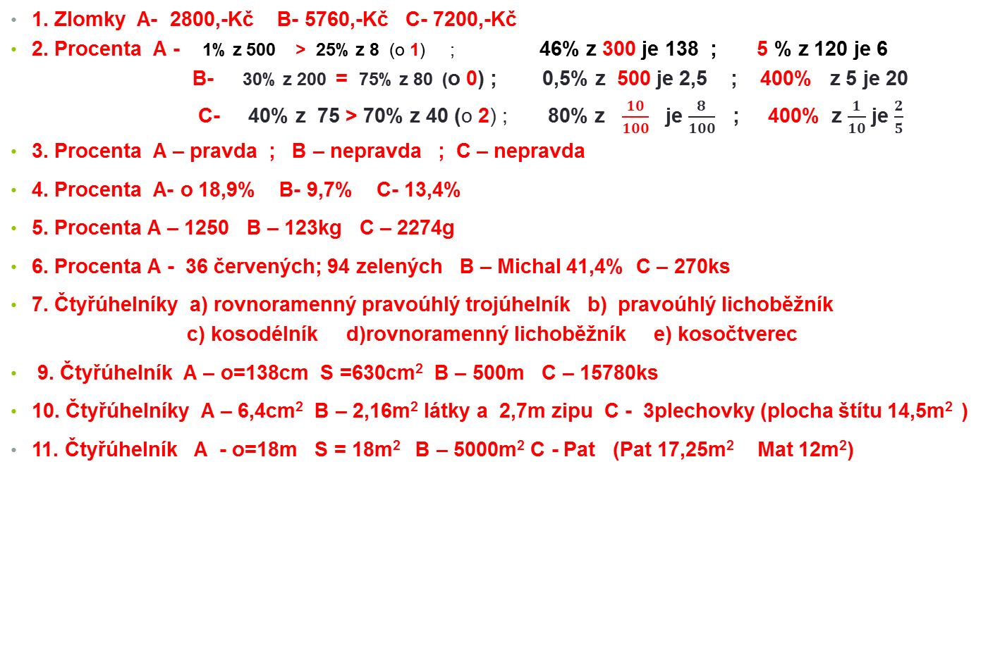 • 1. Zlomky A- 2800,-Kč B- 5760,-Kč C- 7200,-Kč
• 2. Procenta A - 1% z 500 > 25% z 8 (o 1) ; 46% z 300 je 138 ; 5 % z 120 je 6
B- 30% z 200 = 75% z 80 (o 0) ; 0,5% z 500 je 2,5 ; 400% z 5 je 20
C- 40% z 75 > 70% z 40 (o 2) ; 80% z 10/100 je 8/100 ; 400% z 1/10 je 2/5
• 3. Procenta A – pravda ; B – nepravda ; C – nepravda
• 4. Procenta A- o 18,9% B- 9,7% C- 13,4%
• 5. Procenta A – 1250 B – 123kg C – 2274g
• 6. Procenta A - 36 červených; 94 zelených B – Michal 41,4% C – 270ks
• 7. Čtyřúhelníky a) rovnoramenný pravoúhlý trojúhelník b) pravoúhlý lichoběžník
c) kosodélník d)rovnoramenný lichoběžník e) kosočtverec
• 9. Čtyřúhelník A – o=138cm S =630cm² B – 500m C – 15780ks
• 10. Čtyřúhelníky A – 6,4cm² B – 2,16m² látky a 2,7m zipu C - 3plechovky (plocha štítu 14,5m² )
• 11. Čtyřúhelník A - o=18m S = 18m² B – 5000m² C - Pat (Pat 17,25m² Mat 12m²)